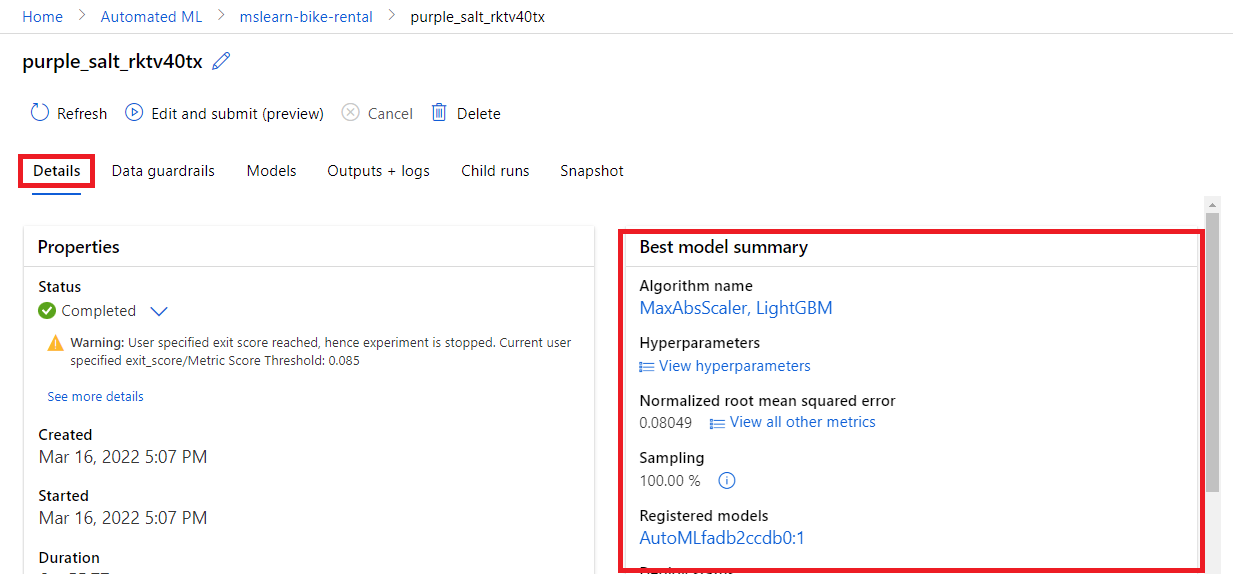 Home > Automated ML > mslearn-bike-rental > purple_salt_rktv40tx
purple_salt_rktv40tx
Refresh Edit and submit (preview) Cancel Delete
Details Data guardrails Models Outputs + logs Child runs Snapshot
Properties
Status
Completed
Warning: User specified exit score reached, hence experiment is stopped. Current user
specified exit_score/Metric Score Threshold: 0.085
See more details
Created
Mar 16, 2022 5:07 PM
Started
Mar 16, 2022 5:07 PM
Duration
Best model summary
Algorithm name
MaxAbsScaler, LightGBM
Hyperparameters
View hyperparameters
Normalized root mean squared error
0.08049 View all other metrics
Sampling
100.00 %
Registered models
AutoMLfadb2ccdb0:1